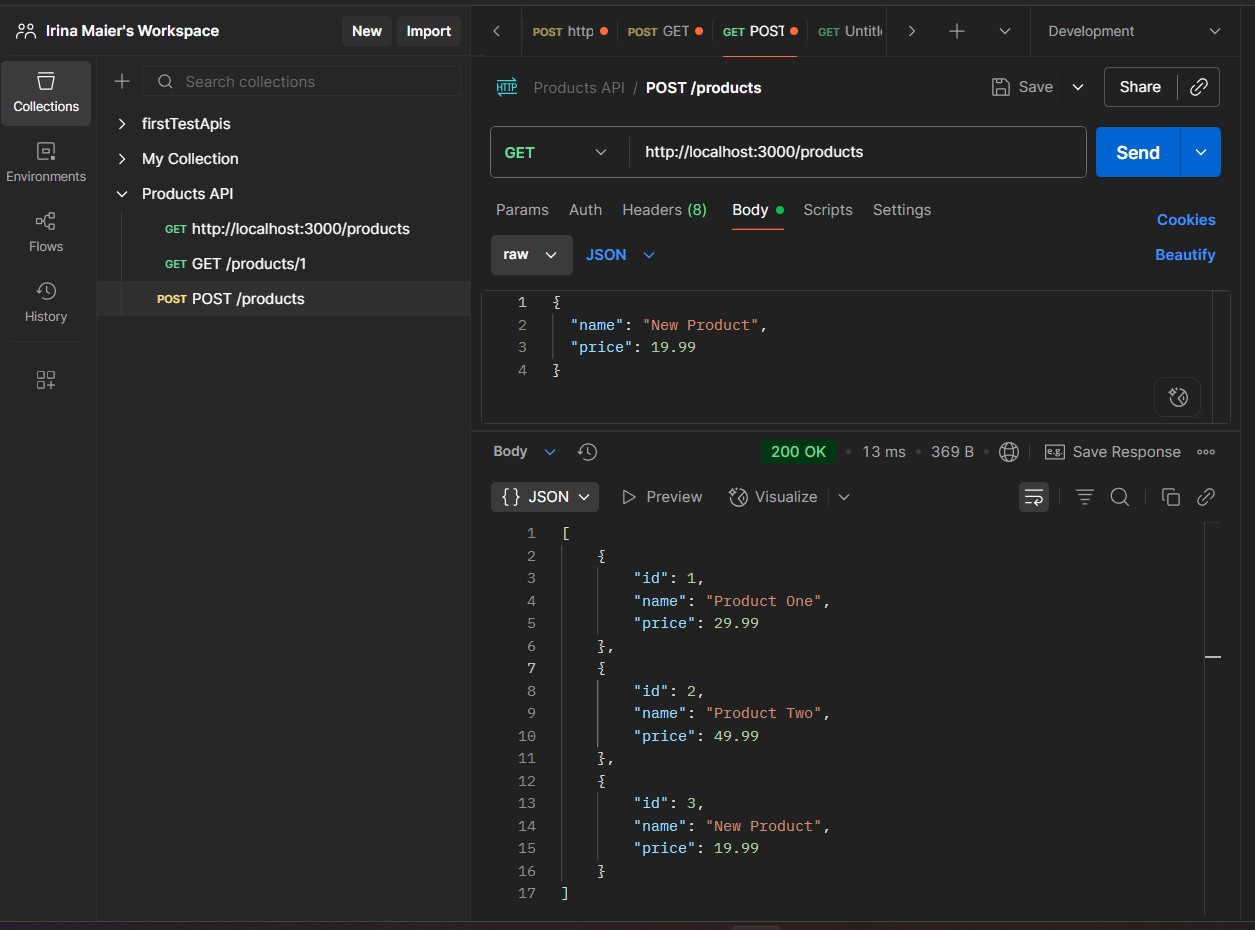 Irina Maier's Workspace
New
Import
POST http
POST GET
GET POST
GET Untitl
Development
Collections
Environments
Flows
History
Search collections
firstTestApis
My Collection
Products API
GET http://localhost:3000/products
GET GET /products/1
POST POST /products
HTTP Products API / POST /products
Save
Share
GET
http://localhost:3000/products
Send
Params
Auth
Headers (8)
Body
Scripts
Settings
Cookies
raw
JSON
Beautify
1 {
2 "name": "New Product",
3 "price": 19.99
4 }
Body
200 OK • 13 ms • 369 B •
e.g. Save Response
{} JSON
Preview
Visualize
1 [
2 {
3 "id": 1,
4 "name": "Product One",
5 "price": 29.99
6 },
7 {
8 "id": 2,
9 "name": "Product Two",
10 "price": 49.99
11 },
12 {
13 "id": 3,
14 "name": "New Product",
15 "price": 19.99
16 }
17 ]